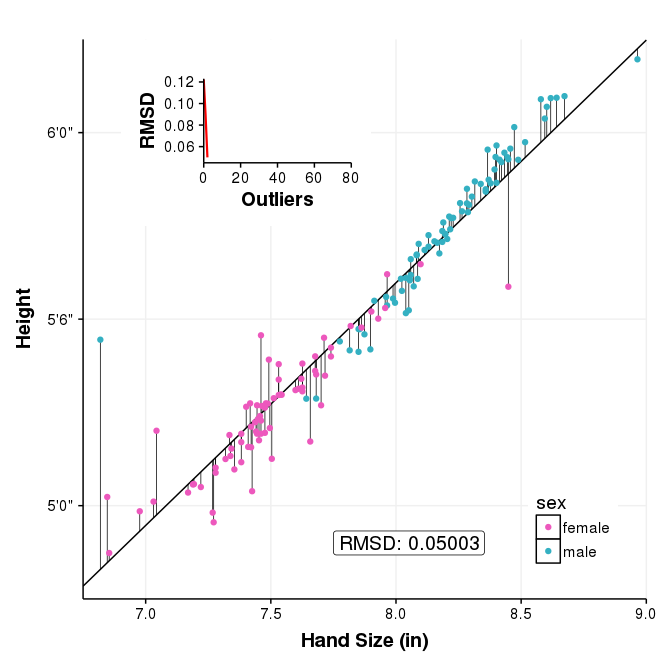 0.12
0.10
0.08
0.06
RMSD
0 20 40 60 80
Outliers
6'0"
5'6"
5'0"
Height
sex
female
male
RMSD: 0.05003
7.0 7.5 8.0 8.5 9.0
Hand Size (in)